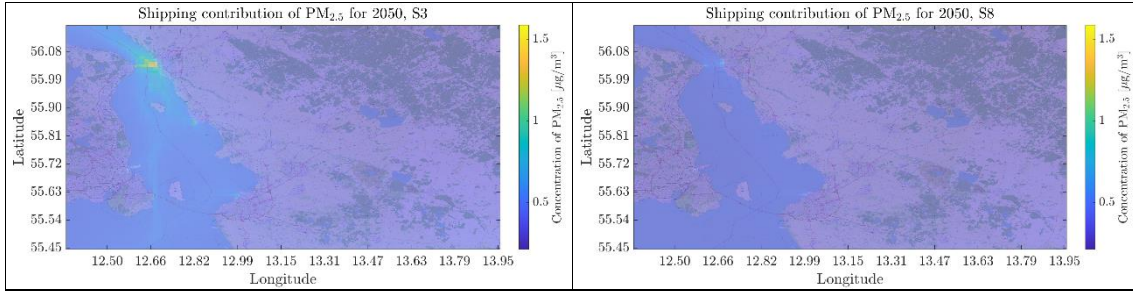 Shipping contribution of PM2.5 for 2050, S3
56.08
55.99
55.90
55.81
55.72
55.63
55.54
55.45
Latitude
12.50 12.66 12.82 12.99 13.15 13.31 13.47 13.63 13.79 13.95
Longitude
1.5
1
0.5
Concentration of PM2.5 [μg/m³]
Shipping contribution of PM2.5 for 2050, S8
56.08
55.99
55.90
55.81
55.72
55.63
55.54
55.45
Latitude
12.50 12.66 12.82 12.99 13.15 13.31 13.47 13.63 13.79 13.95
Longitude
1.5
1
0.5
Concentration of PM2.5 [μg/m³]